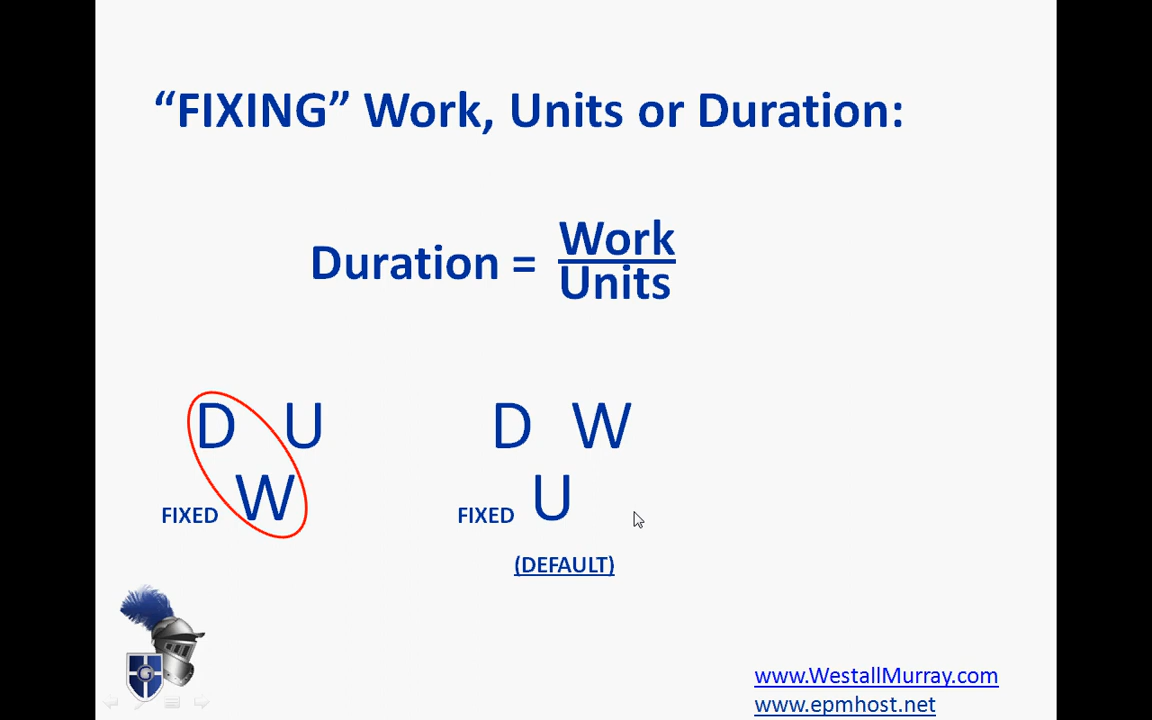 “FIXING” Work, Units or Duration:
Duration = Work
Units
D U
FIXED W
D W
FIXED U
(DEFAULT)
G
www.WestallMurray.com
www.epmhost.net